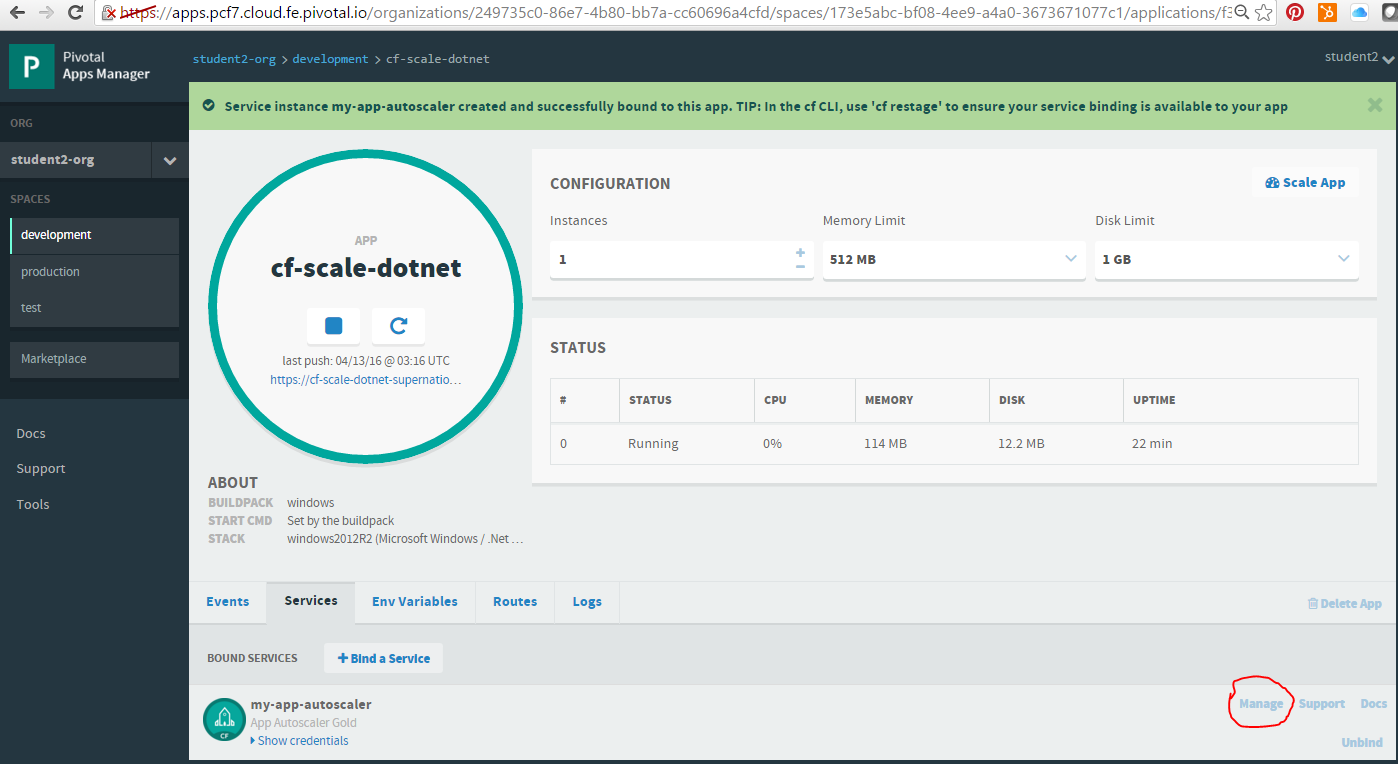 https://apps.pcf7.cloud.fe.pivotal.io/organizations/249735c0-86e7-4b80-bb7a-cc60696a4cfd/spaces/173e5abc-bf08-4ee9-a4a0-3673671077c1/applications/f3
P
Pivotal
Apps Manager
student2-org > development > cf-scale-dotnet
student2
Service instance my-app-autoscaler created and successfully bound to this app. TIP: In the cf CLI, use 'cf restage' to ensure your service binding is available to your app
ORG
student2-org
SPACES
development
production
test
Marketplace
Docs
Support
Tools
APP
cf-scale-dotnet
last push: 04/13/16 @ 03:16 UTC
https://cf-scale-dotnet-supernatio…
CONFIGURATION
Scale App
Instances Memory Limit Disk Limit
1 + − 512 MB 1 GB
STATUS
# STATUS CPU MEMORY DISK UPTIME
0 Running 0% 114 MB 12.2 MB 22 min
ABOUT
BUILDPACK windows
START CMD Set by the buildpack
STACK windows2012R2 (Microsoft Windows / .Net …
Events Services Env Variables Routes Logs Delete App
BOUND SERVICES + Bind a Service
CF
my-app-autoscaler
App Autoscaler Gold
Show credentials
Manage Support Docs
Unbind